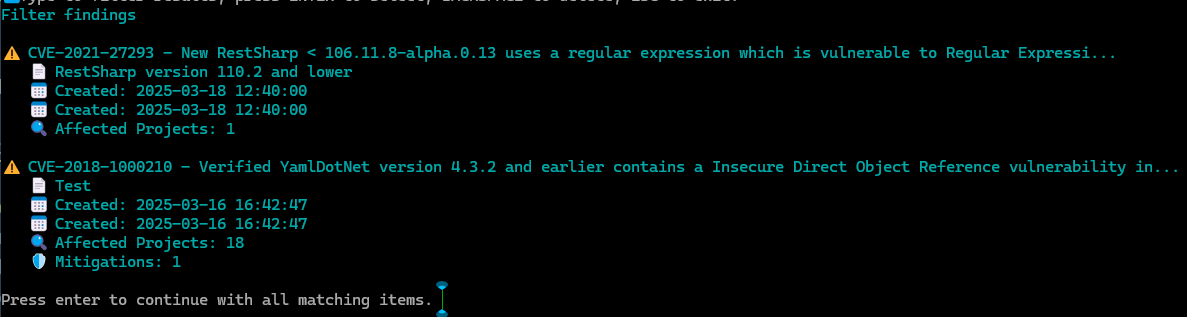 Filter findings
⚠ CVE-2021-27293 - New RestSharp < 106.11.8-alpha.0.13 uses a regular expression which is vulnerable to Regular Expressi...
RestSharp version 110.2 and lower
Created: 2025-03-18 12:40:00
Created: 2025-03-18 12:40:00
Affected Projects: 1
⚠ CVE-2018-1000210 - Verified YamlDotNet version 4.3.2 and earlier contains a Insecure Direct Object Reference vulnerability in...
Test
Created: 2025-03-16 16:42:47
Created: 2025-03-16 16:42:47
Affected Projects: 18
Mitigations: 1
Press enter to continue with all matching items.